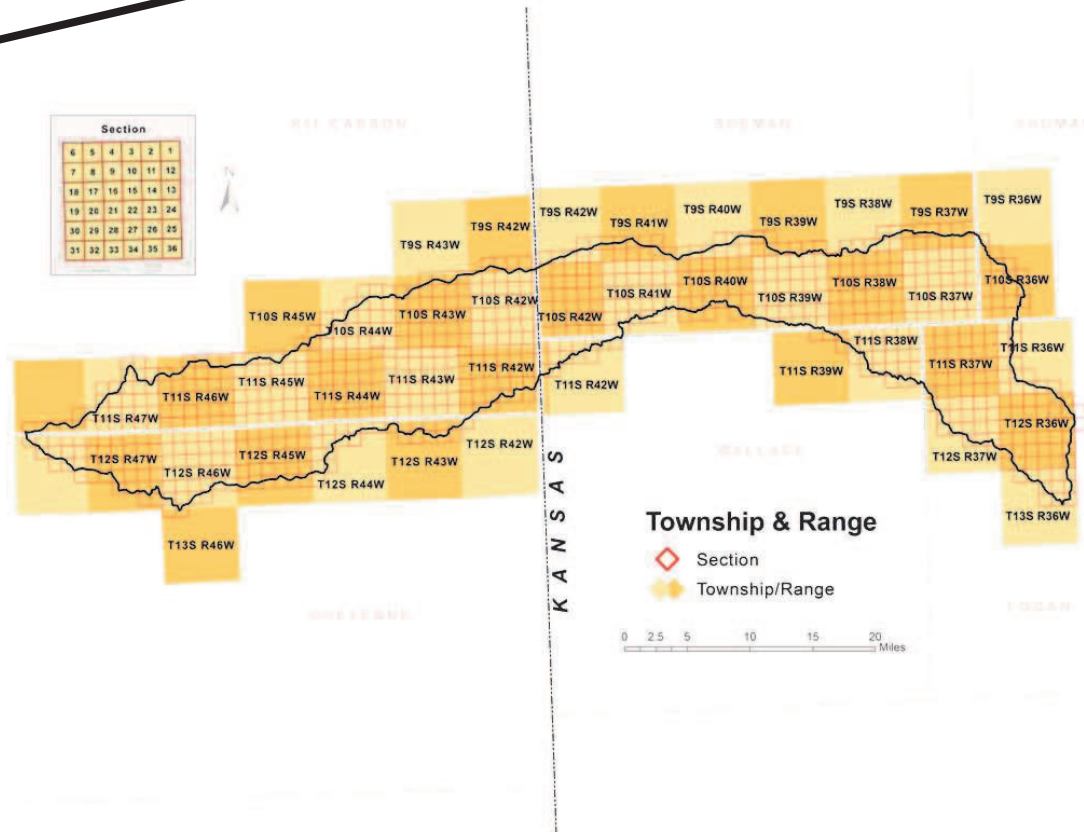 Section
6 5 4 3 2 1
7 8 9 10 11 12
18 17 16 15 14 13
19 20 21 22 23 24
30 29 28 27 26 25
31 32 33 34 35 36
N
KIT CARSON
SHERMAN
T9S R43W
T9S R42W
T9S R42W
T9S R41W
T9S R40W
T9S R39W
T9S R38W
T9S R37W
T9S R36W
T10S R45W
T10S R44W
T10S R43W
T10S R42W
T10S R42W
T10S R41W
T10S R40W
T10S R39W
T10S R38W
T10S R37W
T10S R36W
T11S R47W
T11S R46W
T11S R45W
T11S R44W
T11S R43W
T11S R42W
T11S R42W
T11S R39W
T11S R38W
T11S R37W
T11S R36W
T12S R47W
T12S R46W
T12S R45W
T12S R44W
T12S R43W
T12S R42W
WALLACE
T12S R37W
T12S R36W
T13S R46W
T13S R36W
KANSAS
CHEYENNE
LOGAN
Township & Range
Section
Township/Range
0 2.5 5 10 15 20
Miles